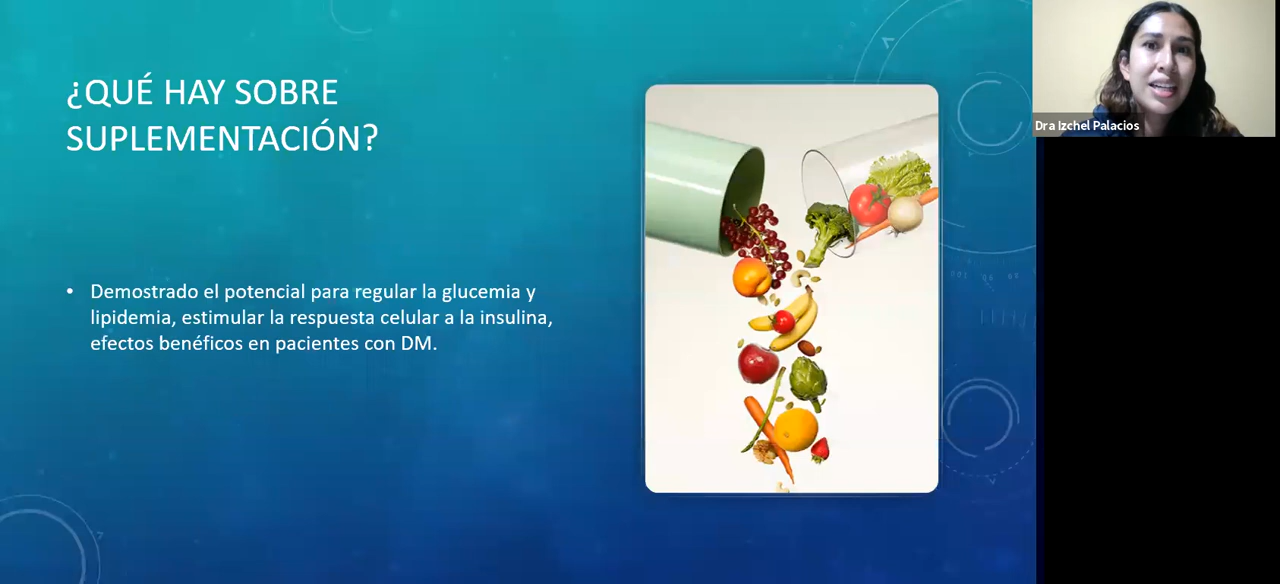 ¿QUÉ HAY SOBRE
SUPLEMENTACIÓN?
• Demostrado el potencial para regular la glucemia y
lipidemia, estimular la respuesta celular a la insulina,
efectos benéficos en pacientes con DM.
Dra Izchel Palacios